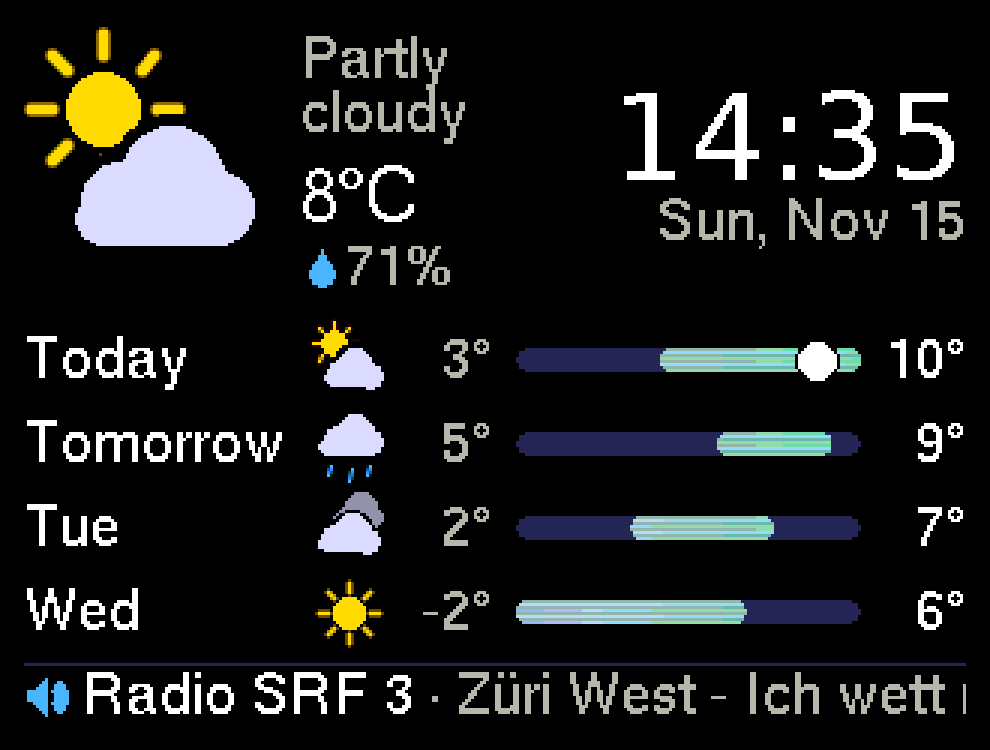 Partly
cloudy
8°C
71%
14:35
Sun, Nov 15
Today 3° 10°
Tomorrow 5° 9°
Tue 2° 7°
Wed -2° 6°
Radio SRF 3 · Züri West - Ich wett